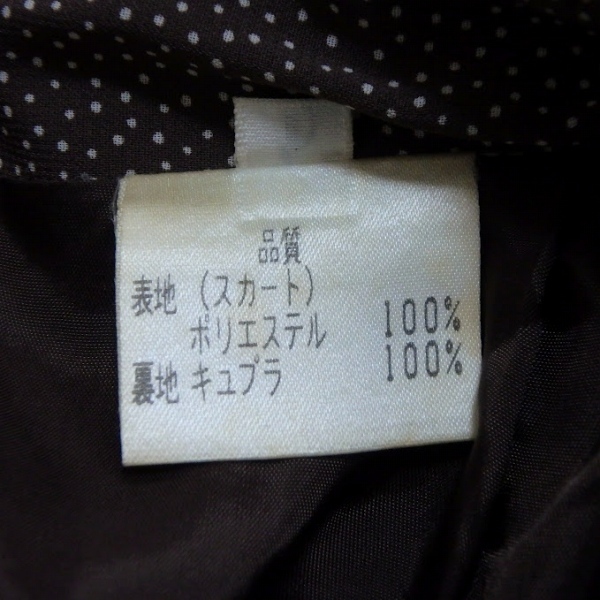 品質
表地 (スカート)
ポリエステル 100%
裏地 キュプラ 100%